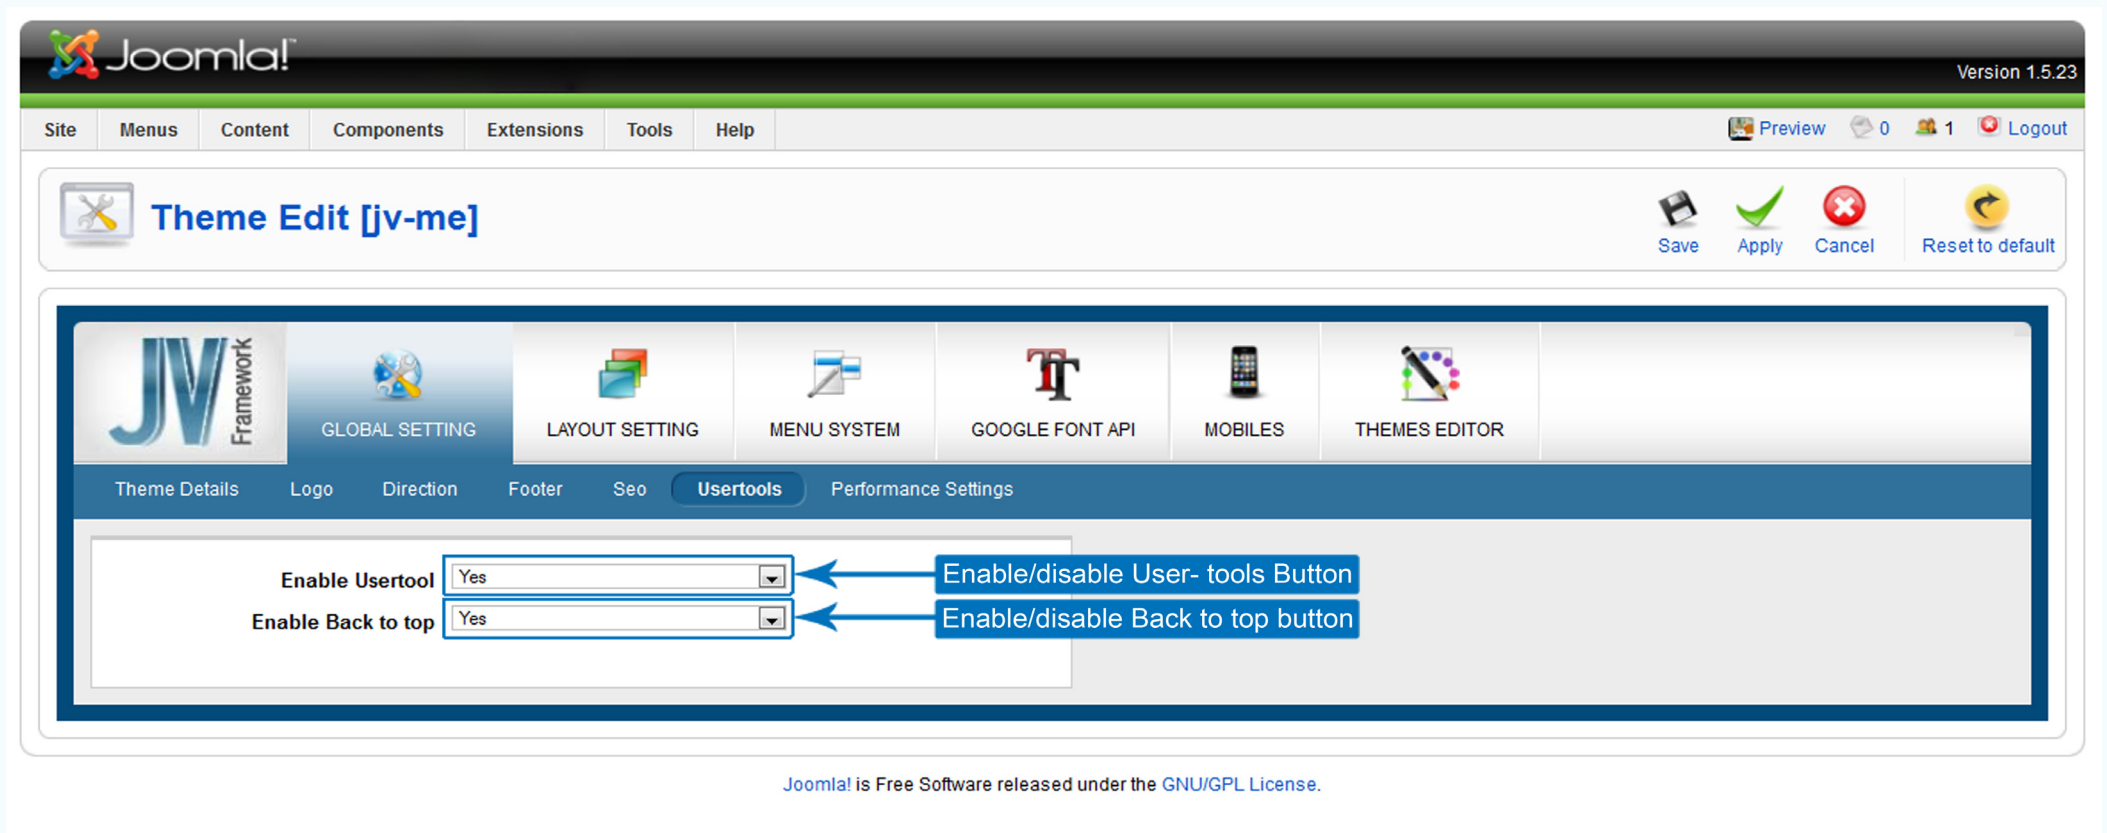 Joomla!™
Version 1.5.23
Site Menus Content Components Extensions Tools Help Preview 0 1 Logout
Theme Edit [jv-me]
Save Apply Cancel Reset to default
JV Framework
GLOBAL SETTING LAYOUT SETTING MENU SYSTEM GOOGLE FONT API MOBILES THEMES EDITOR
Theme Details Logo Direction Footer Seo Usertools Performance Settings
Enable Usertool Yes Enable/disable User- tools Button
Enable Back to top Yes Enable/disable Back to top button
Joomla! is Free Software released under the GNU/GPL License.